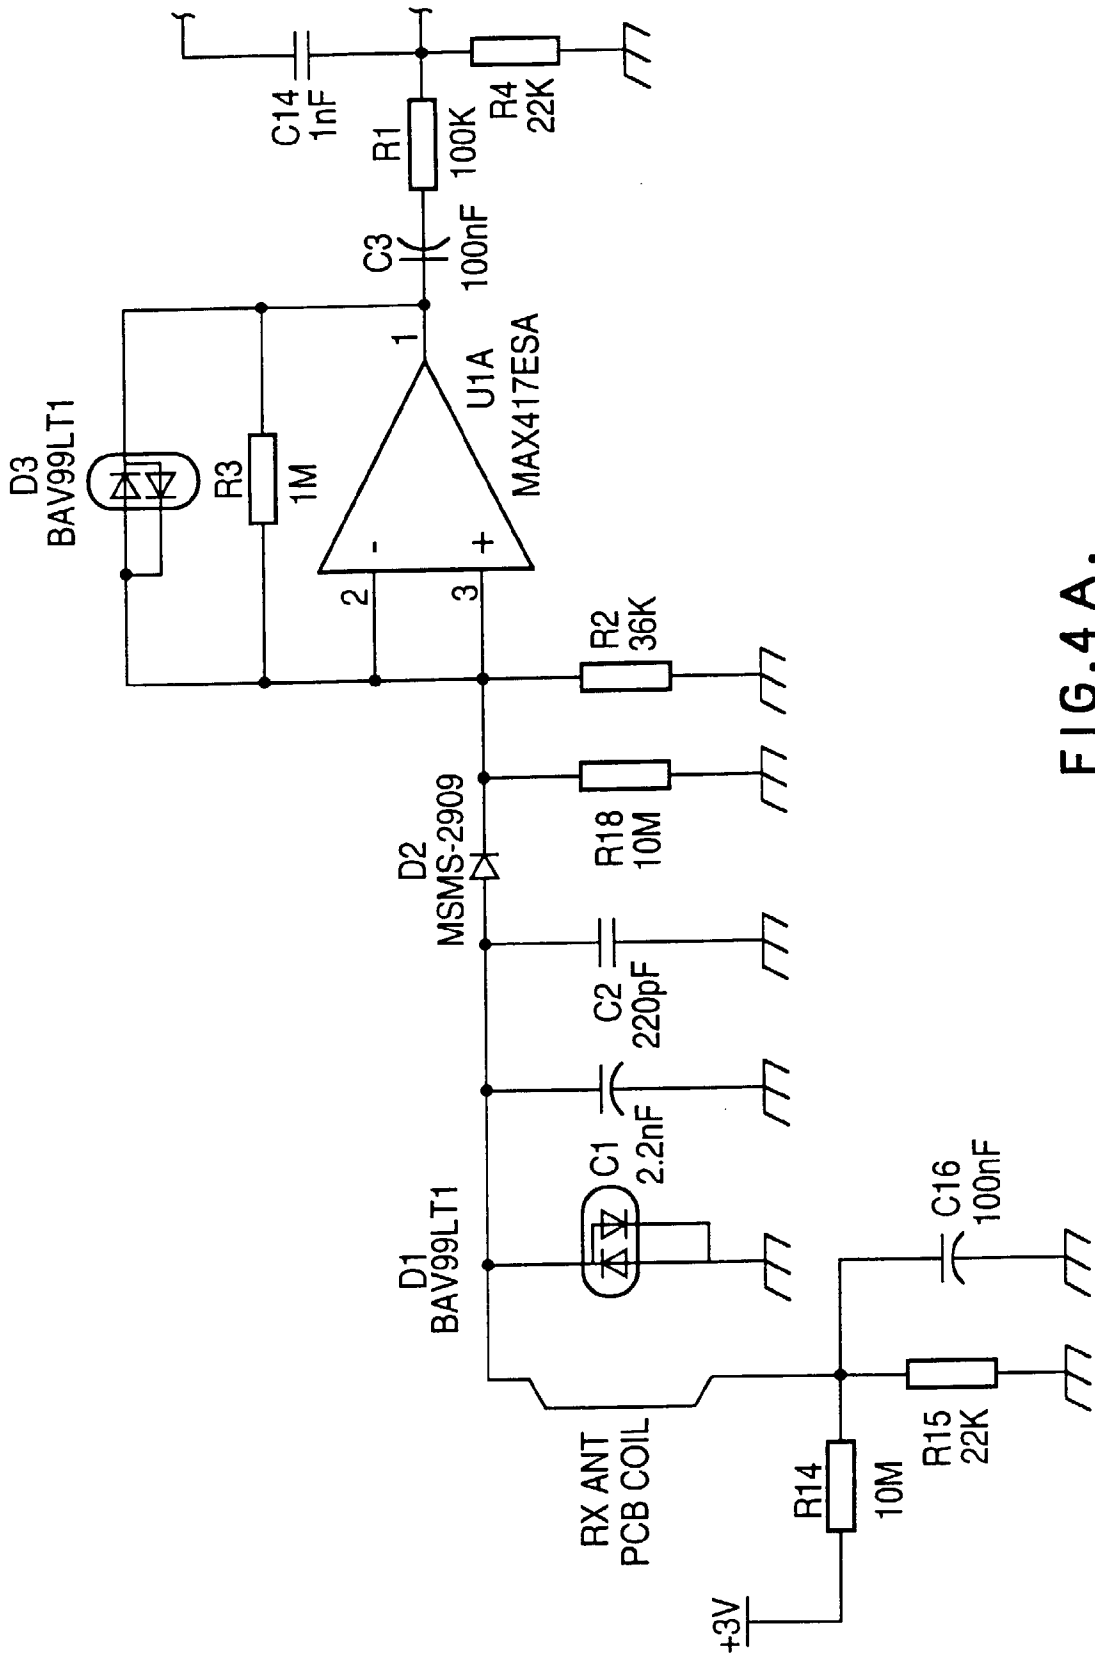 D3
BAV99LT1
R3
1M
2
-
3
+
1
U1A
MAX417ESA
C3
100nF
R1
100K
C14
1nF
R4
22K
R2
36K
R18
10M
D2
MSMS-2909
C2
220pF
C1
2.2nF
D1
BAV99LT1
RX ANT
PCB COIL
C16
100nF
R15
22K
R14
10M
+3V
FIG.4A.